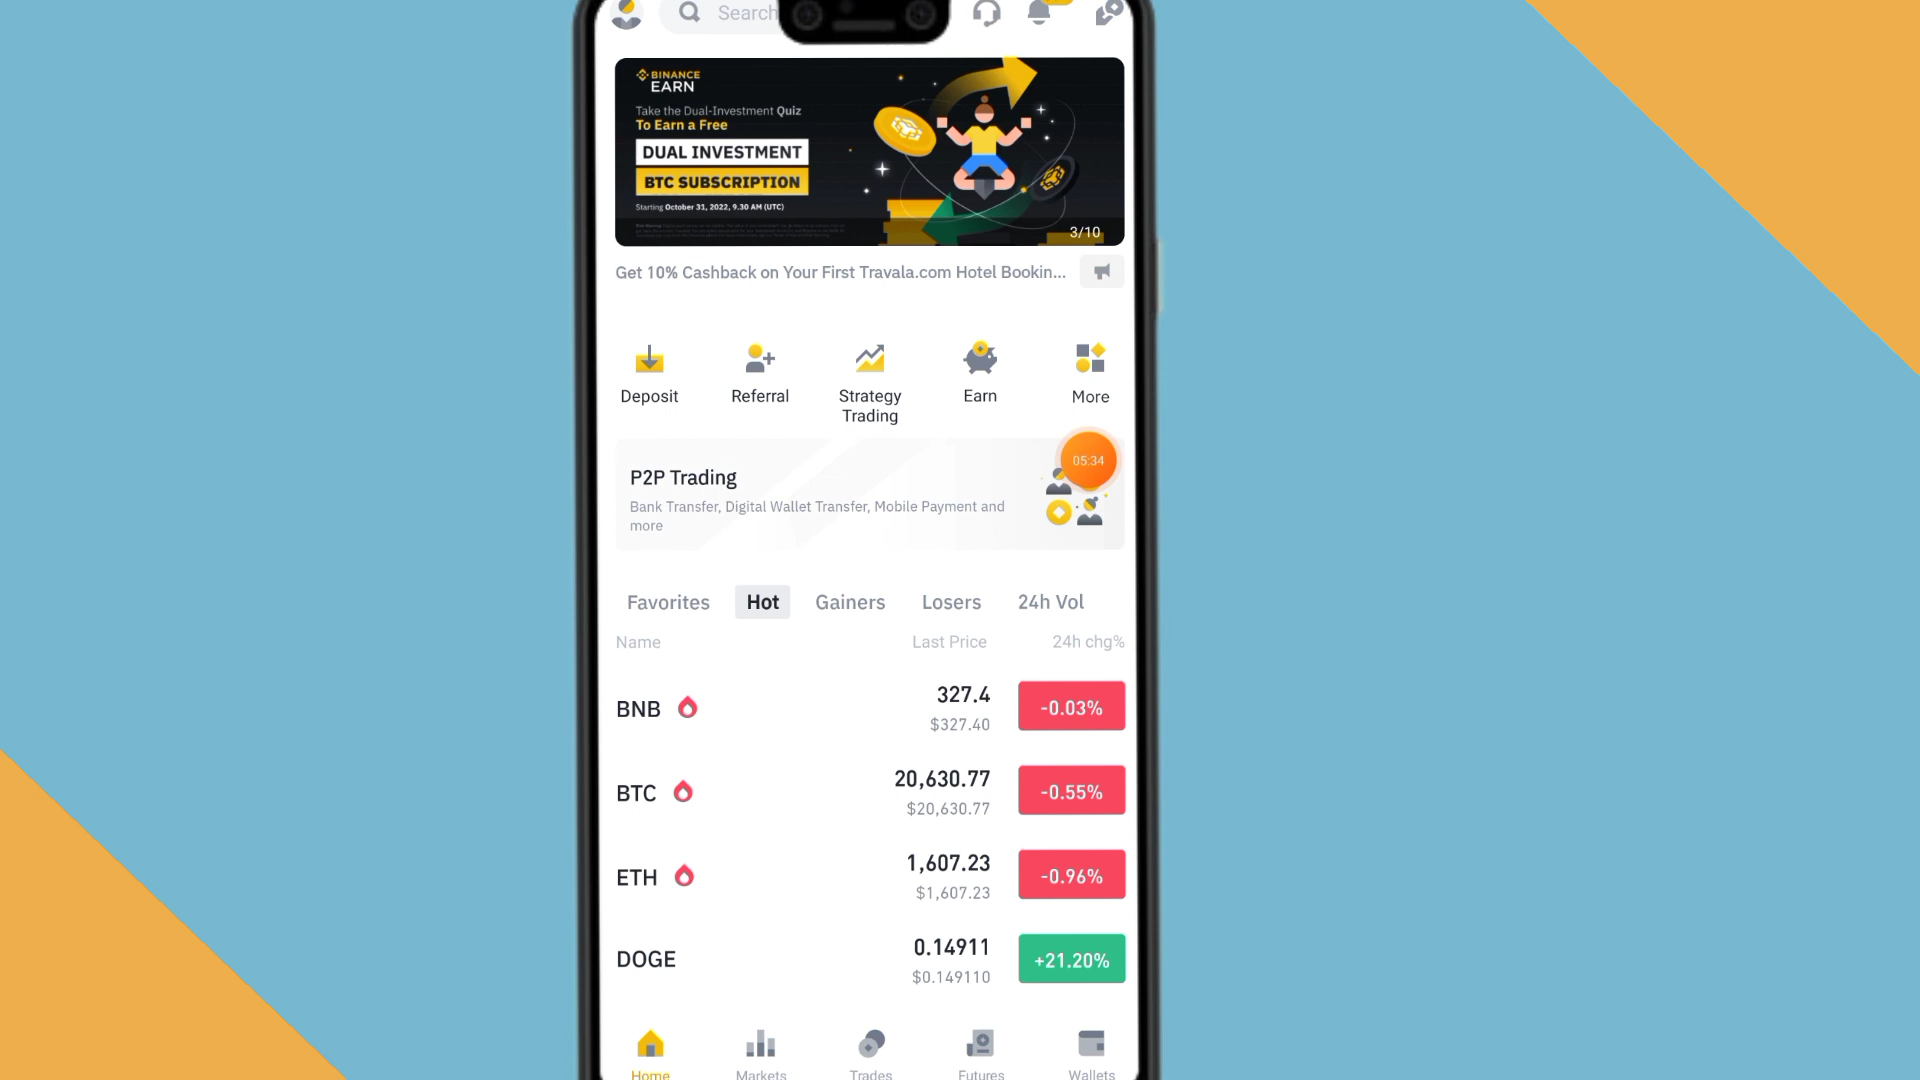 Search
BINANCE
EARN
Take the Dual-Investment Quiz
To Earn a Free
DUAL INVESTMENT
BTC SUBSCRIPTION
Starting October 31, 2022, 9.30 AM (UTC)
3/10
Get 10% Cashback on Your First Travala.com Hotel Bookin...
Deposit
Referral
Strategy
Trading
Earn
More
05:34
P2P Trading
Bank Transfer, Digital Wallet Transfer, Mobile Payment and
more
Favorites Hot Gainers Losers 24h Vol
Name Last Price 24h chg%
BNB 327.4 -0.03%
$327.40
BTC 20,630.77 -0.55%
$20,630.77
ETH 1,607.23 -0.96%
$1,607.23
DOGE 0.14911 +21.20%
$0.149110
Home Markets Trades Futures Wallets